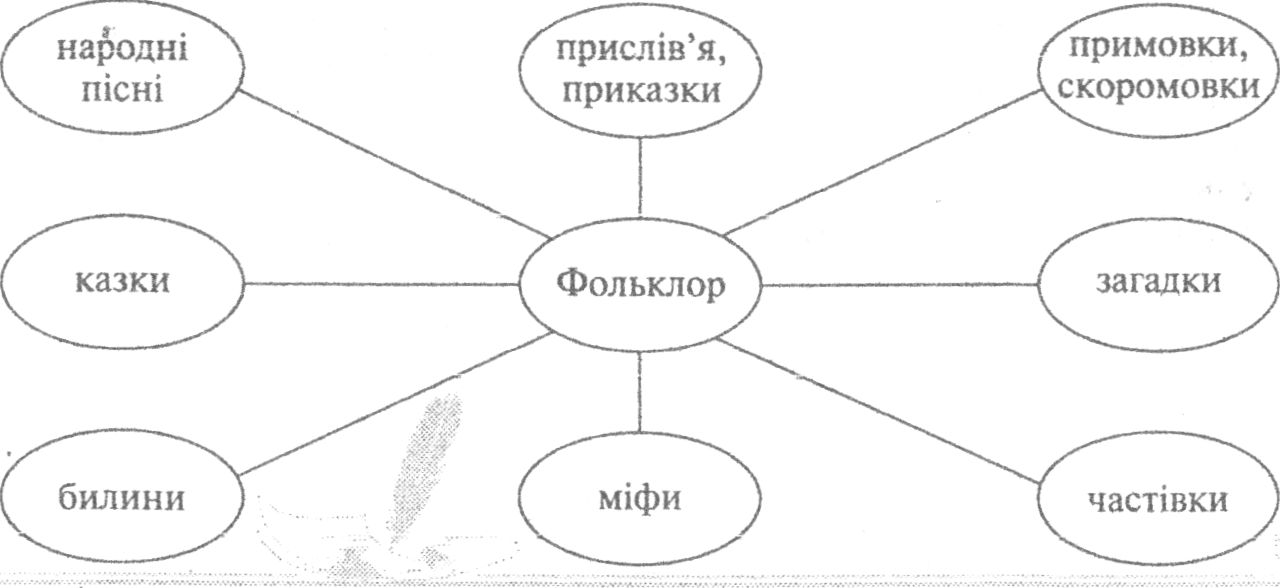 народні
пісні
прислів’я,
приказки
примовки,
скоромовки
казки
Фольклор
загадки
билини
міфи
частівки